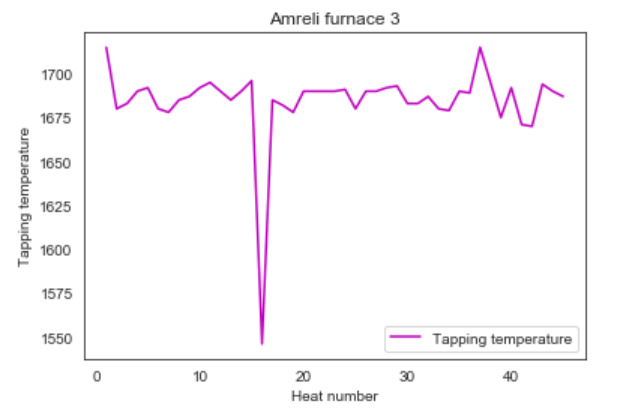 Amreli furnace 3
Tapping temperature
1700
1675
1650
1625
1600
1575
1550
Tapping temperature
0 10 20 30 40
Heat number